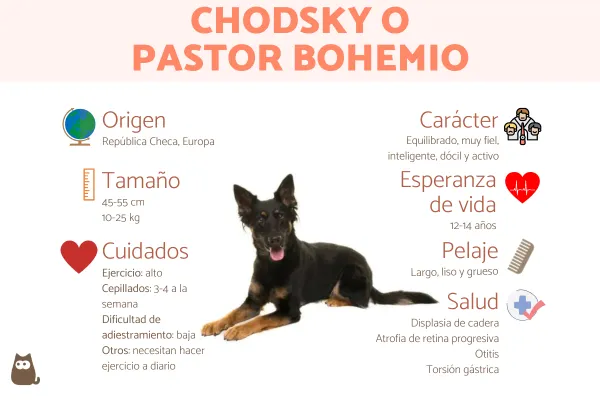 CHODSKY O
PASTOR BOHEMIO
Origen
República Checa, Europa
Tamaño
45-55 cm
10-25 kg
Cuidados
Ejercicio: alto
Cepillados: 3-4 a la
semana
Dificultad de
adiestramiento: baja
Otros: necesitan hacer
ejercicio a diario
Carácter
Equilibrado, muy fiel,
inteligente, dócil y activo
Esperanza
de vida
12-14 años
Pelaje
Largo, liso y grueso
Salud
Displasia de cadera
Atrofia de retina progresiva
Otitis
Torsión gástrica